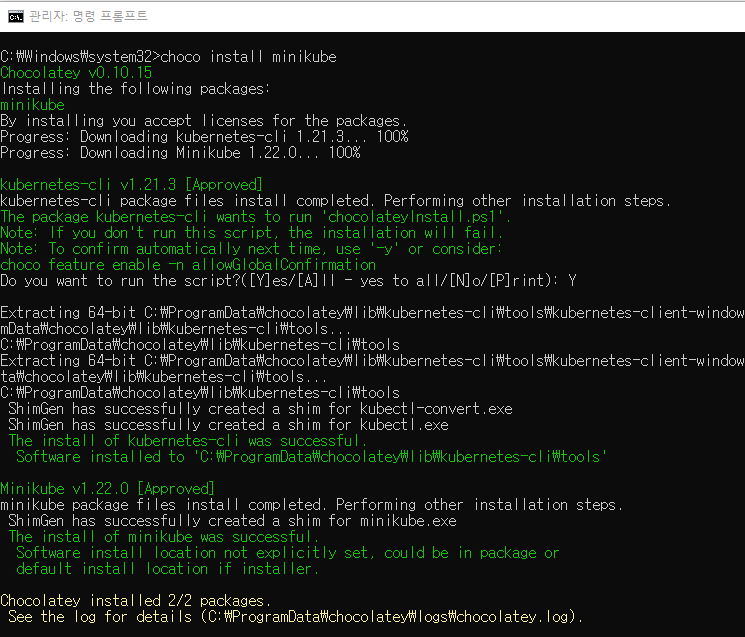 관리자: 명령 프롬프트
C:₩Windows₩system32>choco install minikube
Chocolatey v0.10.15
Installing the following packages:
minikube
By installing you accept licenses for the packages.
Progress: Downloading kubernetes-cli 1.21.3... 100%
Progress: Downloading Minikube 1.22.0... 100%
kubernetes-cli v1.21.3 [Approved]
kubernetes-cli package files install completed. Performing other installation steps.
The package kubernetes-cli wants to run 'chocolateyInstall.ps1'.
Note: If you don't run this script, the installation will fail.
Note: To confirm automatically next time, use '-y' or consider:
choco feature enable -n allowGlobalConfirmation
Do you want to run the script?([Y]es/[A]ll - yes to all/[N]o/[P]rint): Y
Extracting 64-bit C:₩ProgramData₩chocolatey₩lib₩kubernetes-cli₩tools₩kubernetes-client-window
mData₩chocolatey₩lib₩kubernetes-cli₩tools...
C:₩ProgramData₩chocolatey₩lib₩kubernetes-cli₩tools
Extracting 64-bit C:₩ProgramData₩chocolatey₩lib₩kubernetes-cli₩tools₩kubernetes-client-window
ta₩chocolatey₩lib₩kubernetes-cli₩tools...
C:₩ProgramData₩chocolatey₩lib₩kubernetes-cli₩tools
ShimGen has successfully created a shim for kubectl-convert.exe
ShimGen has successfully created a shim for kubectl.exe
The install of kubernetes-cli was successful.
Software installed to 'C:₩ProgramData₩chocolatey₩lib₩kubernetes-cli₩tools'
Minikube v1.22.0 [Approved]
minikube package files install completed. Performing other installation steps.
ShimGen has successfully created a shim for minikube.exe
The install of minikube was successful.
Software install location not explicitly set, could be in package or
default install location if installer.
Chocolatey installed 2/2 packages.
See the log for details (C:₩ProgramData₩chocolatey₩logs₩chocolatey.log).